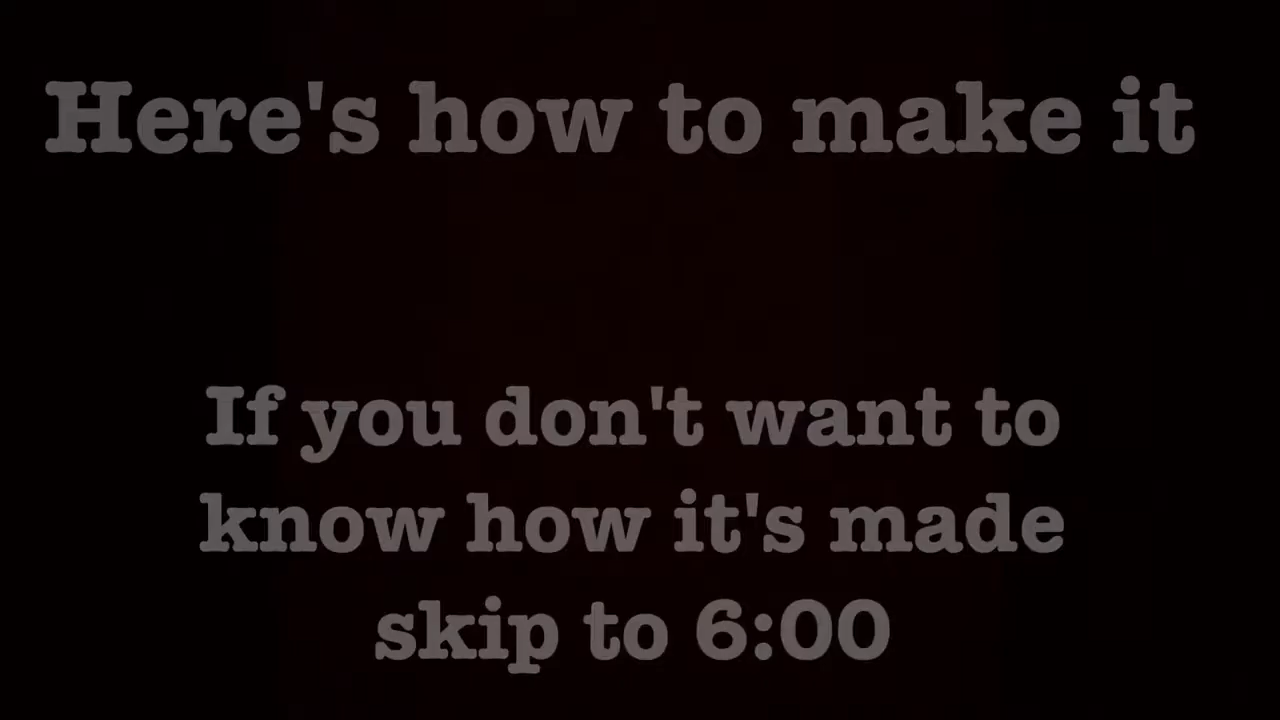 Here's how to make it
If you don't want to
know how it's made
skip to 6:00